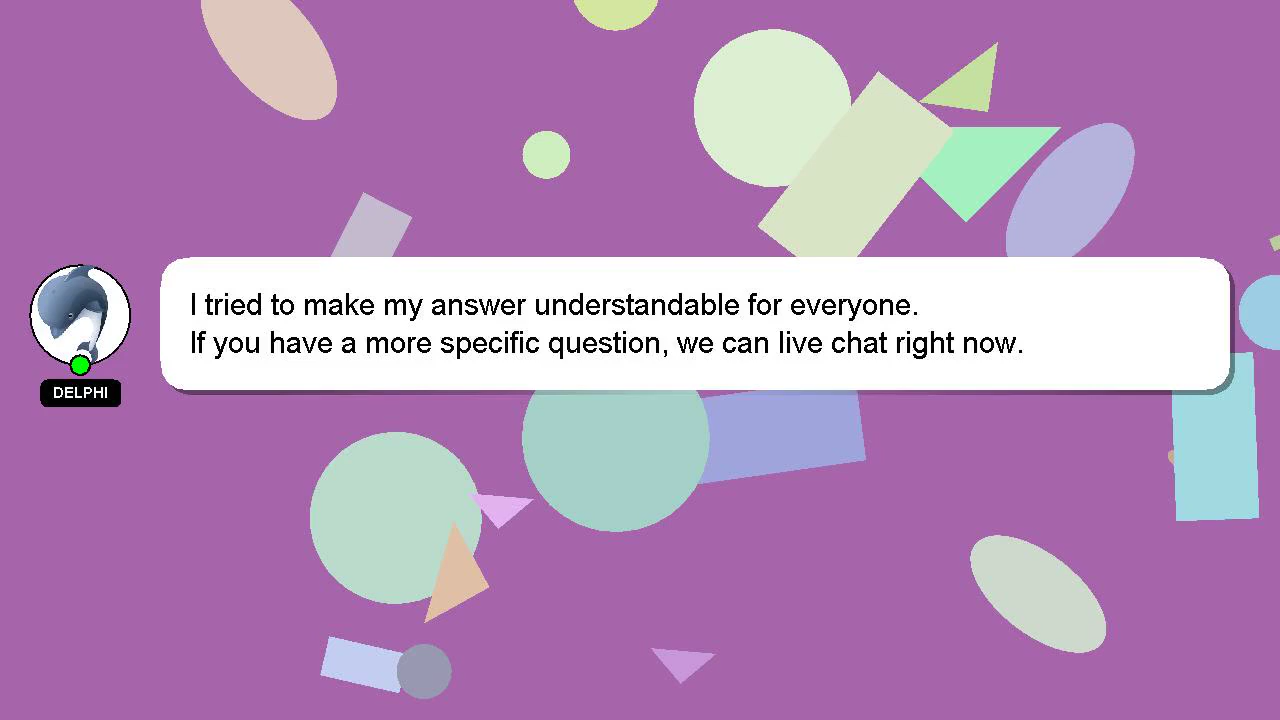 I tried to make my answer understandable for everyone.
If you have a more specific question, we can live chat right now.
DELPHI